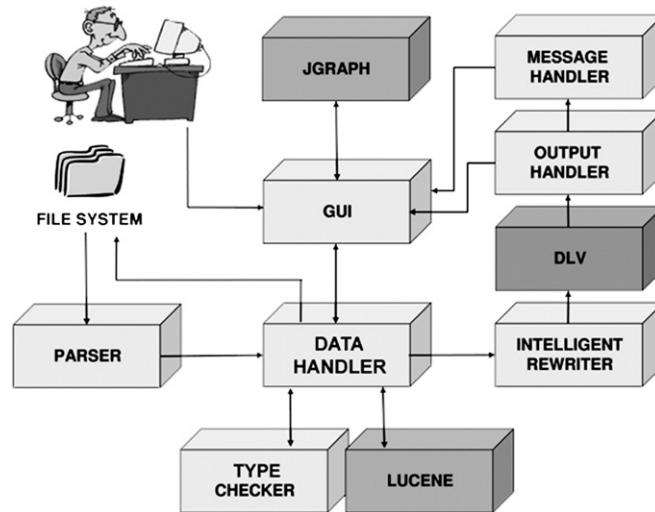 JGRAPH
MESSAGE
HANDLER
OUTPUT
HANDLER
FILE SYSTEM
GUI
DLV
PARSER
DATA
HANDLER
INTELLIGENT
REWRITER
TYPE
CHECKER
LUCENE